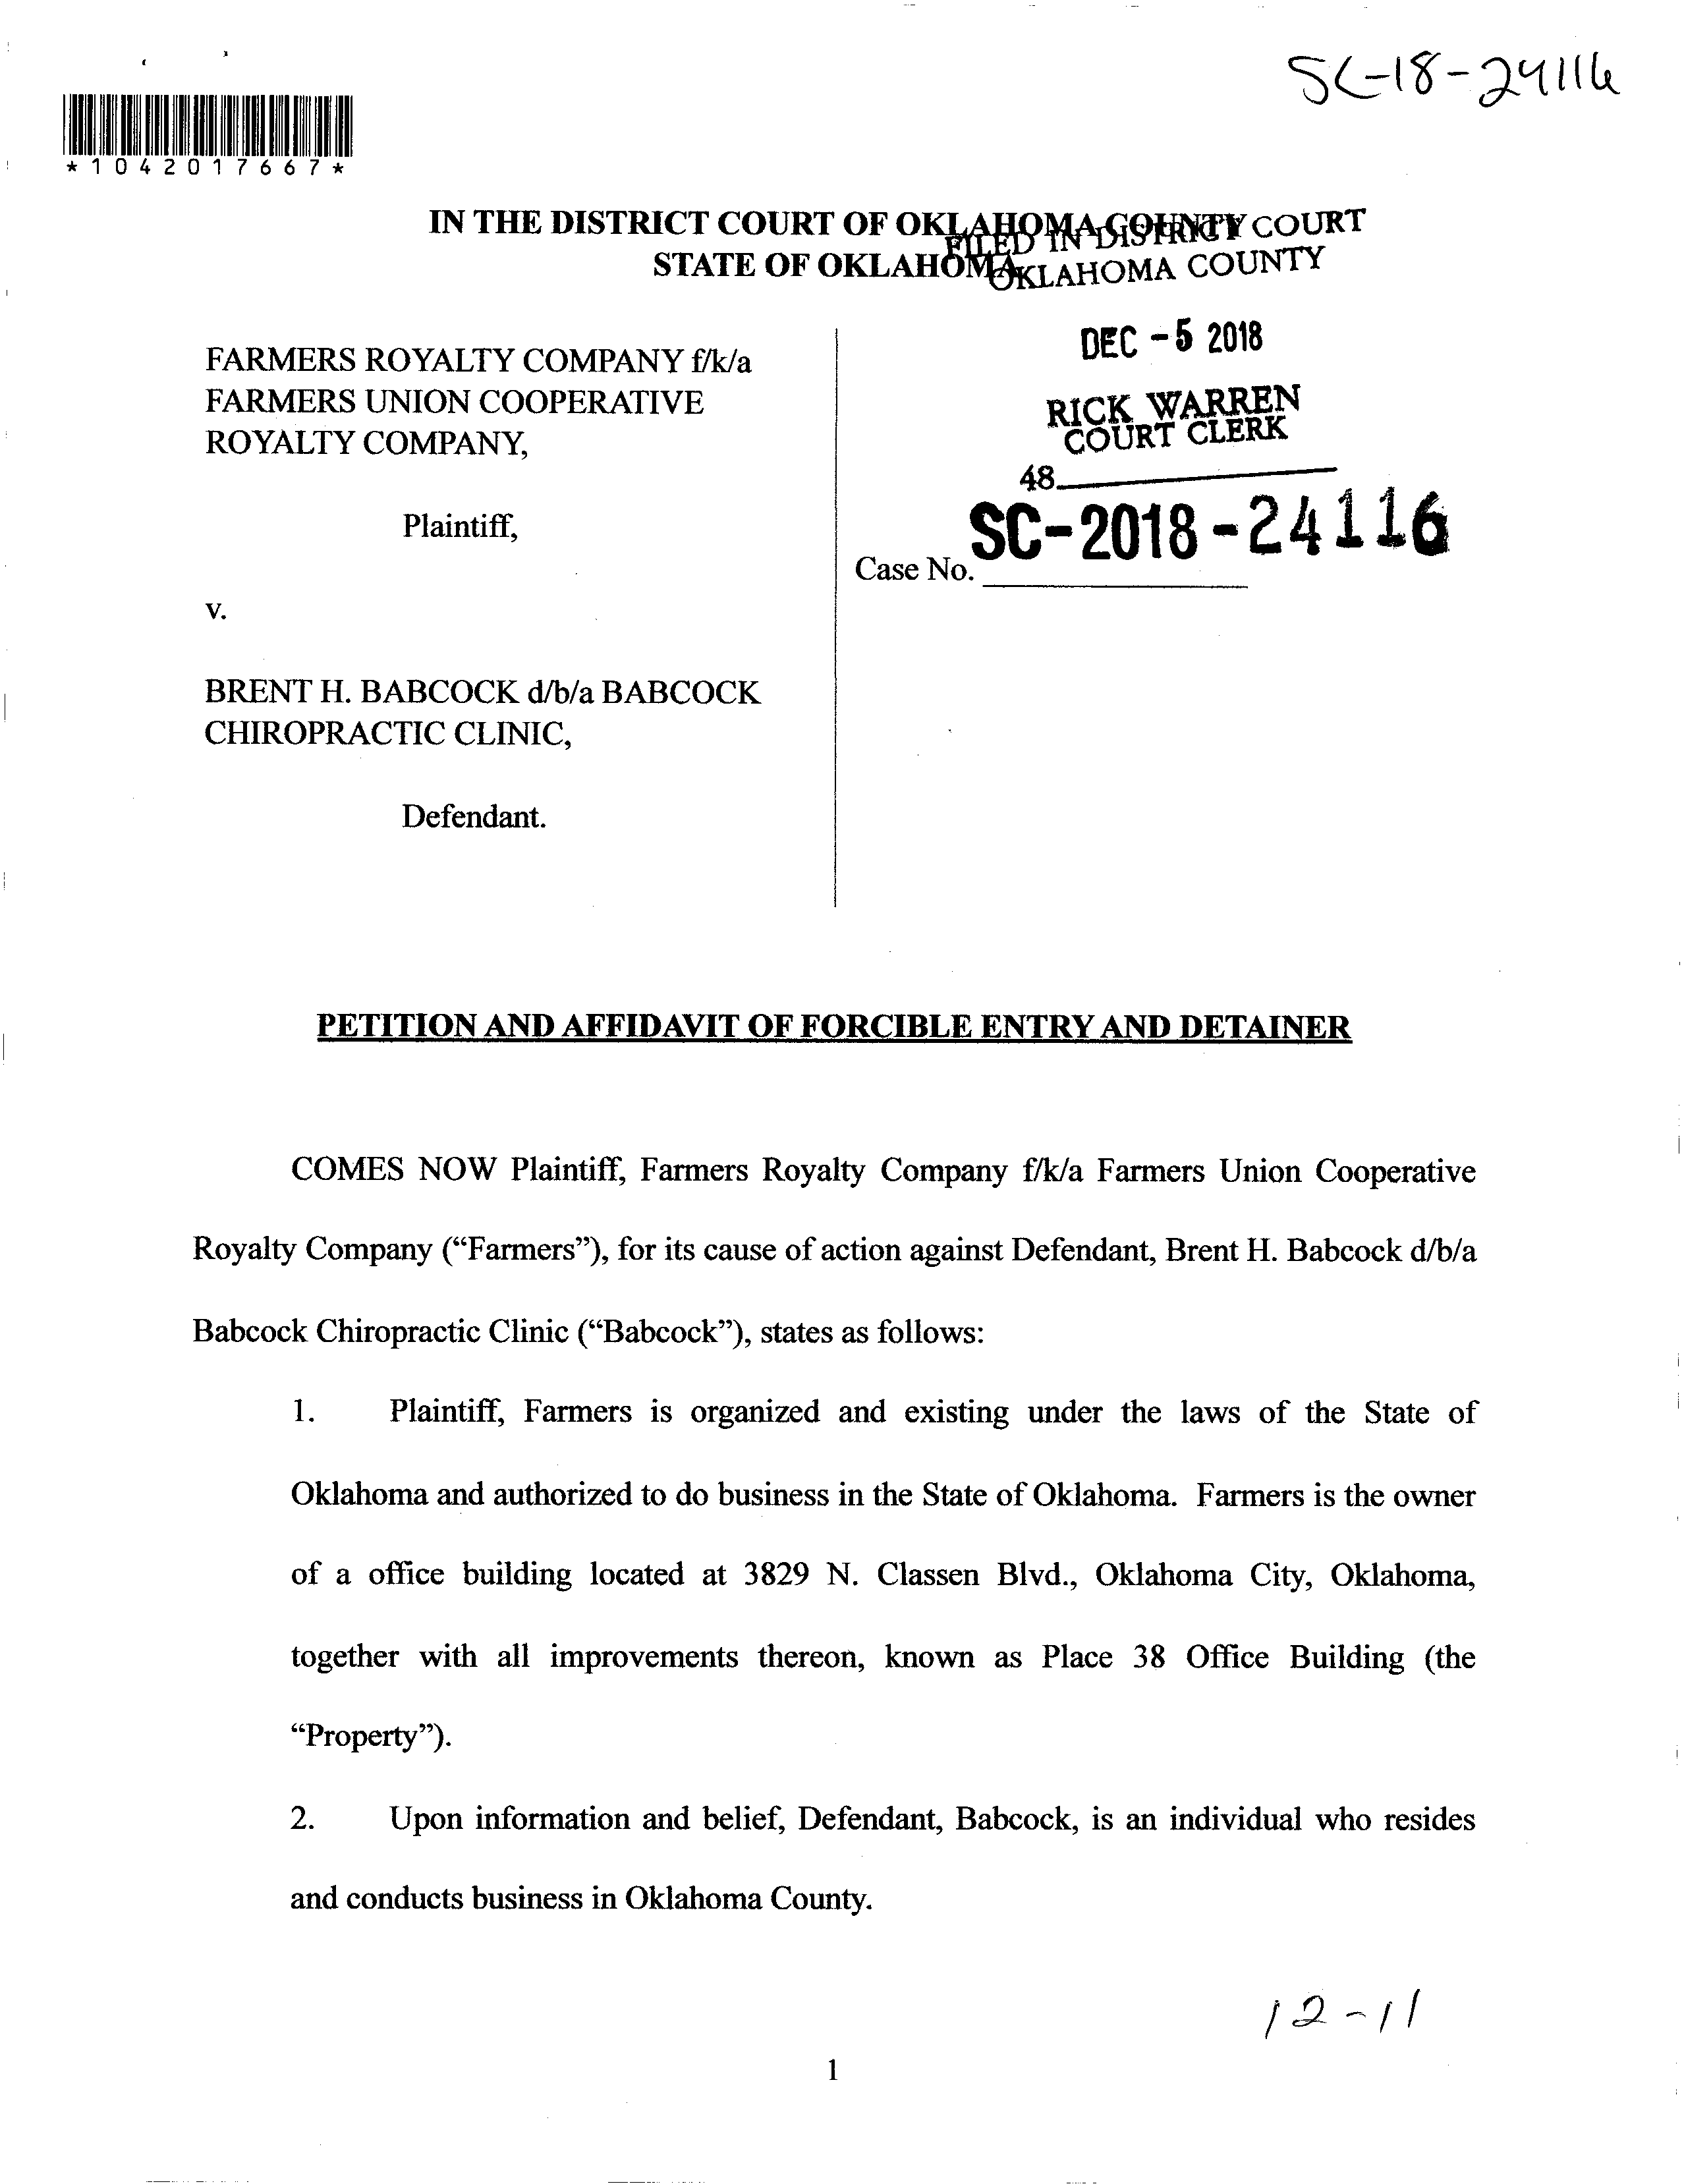 SC-18-24116
*1042017667*
IN THE DISTRICT COURT OF OKLAHOMA COUNTY
STATE OF OKLAHOMA
FILED IN DISTRICT COURT
OKLAHOMA COUNTY
DEC -5 2018
RICK WARREN
COURT CLERK
48
SC-2018-24116
Case No.
FARMERS ROYALTY COMPANY f/k/a
FARMERS UNION COOPERATIVE
ROYALTY COMPANY,
Plaintiff,
v.
BRENT H. BABCOCK d/b/a BABCOCK
CHIROPRACTIC CLINIC,
Defendant.
PETITION AND AFFIDAVIT OF FORCIBLE ENTRY AND DETAINER
COMES NOW Plaintiff, Farmers Royalty Company f/k/a Farmers Union Cooperative
Royalty Company (“Farmers”), for its cause of action against Defendant, Brent H. Babcock d/b/a
Babcock Chiropractic Clinic (“Babcock”), states as follows:
1. Plaintiff, Farmers is organized and existing under the laws of the State of
Oklahoma and authorized to do business in the State of Oklahoma. Farmers is the owner
of a office building located at 3829 N. Classen Blvd., Oklahoma City, Oklahoma,
together with all improvements thereon, known as Place 38 Office Building (the
“Property”).
2. Upon information and belief, Defendant, Babcock, is an individual who resides
and conducts business in Oklahoma County.
12-11
1